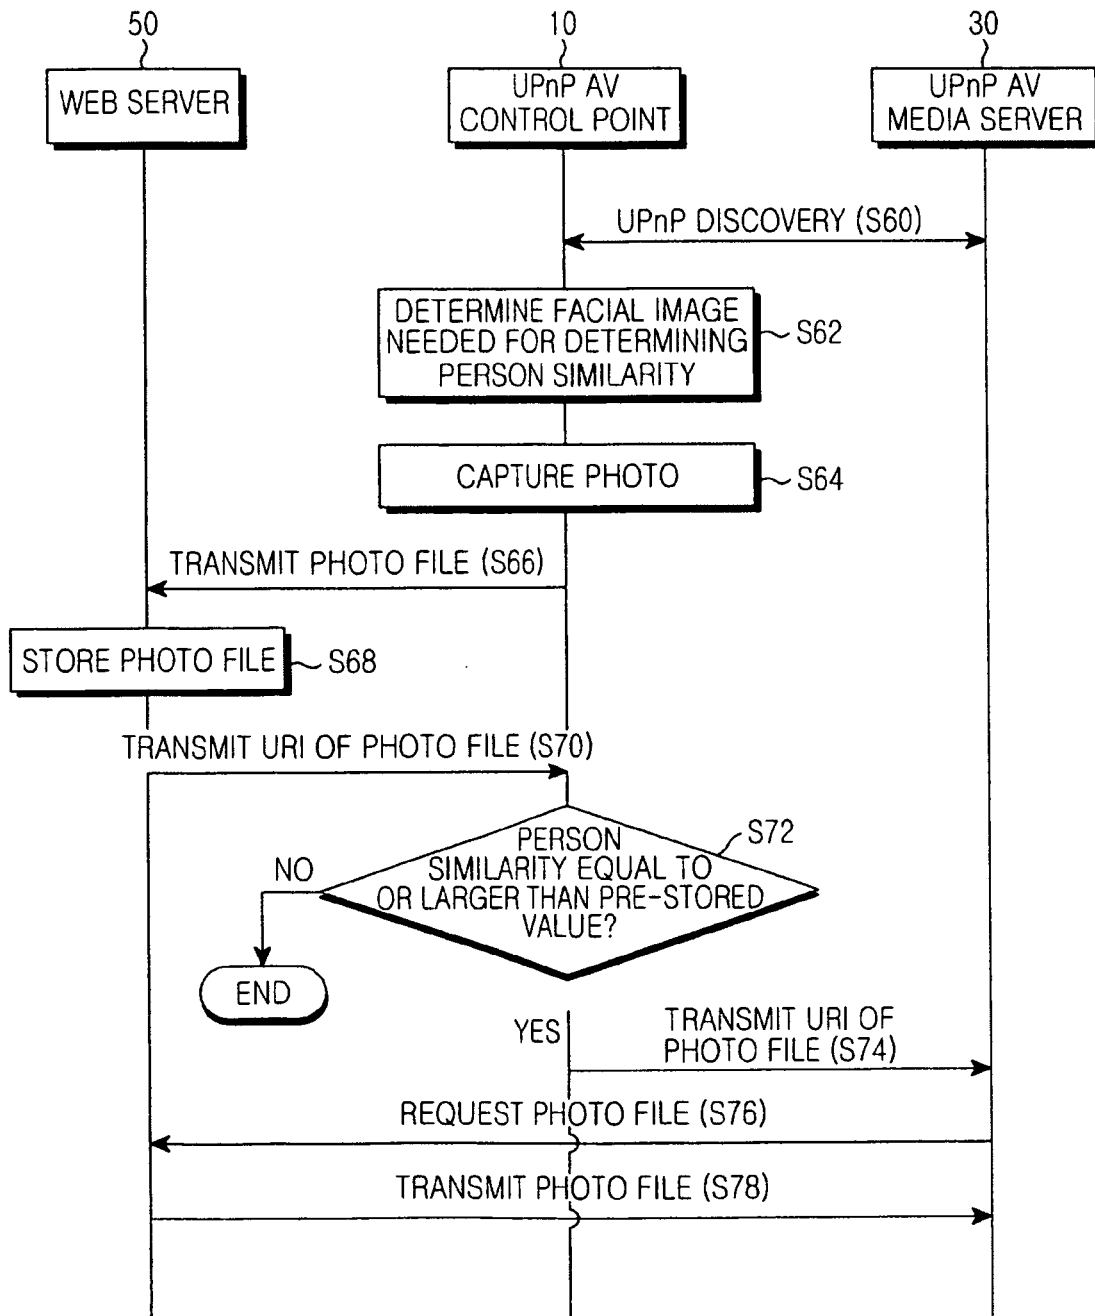 50
10
30
WEB SERVER
UPnP AV
CONTROL POINT
UPnP AV
MEDIA SERVER
UPnP DISCOVERY (S60)
DETERMINE FACIAL IMAGE
NEEDED FOR DETERMINING
PERSON SIMILARITY
S62
CAPTURE PHOTO
S64
TRANSMIT PHOTO FILE (S66)
STORE PHOTO FILE
S68
TRANSMIT URI OF PHOTO FILE (S70)
PERSON
SIMILARITY EQUAL TO
OR LARGER THAN PRE-STORED
VALUE?
S72
NO
END
YES
TRANSMIT URI OF
PHOTO FILE (S74)
REQUEST PHOTO FILE (S76)
TRANSMIT PHOTO FILE (S78)